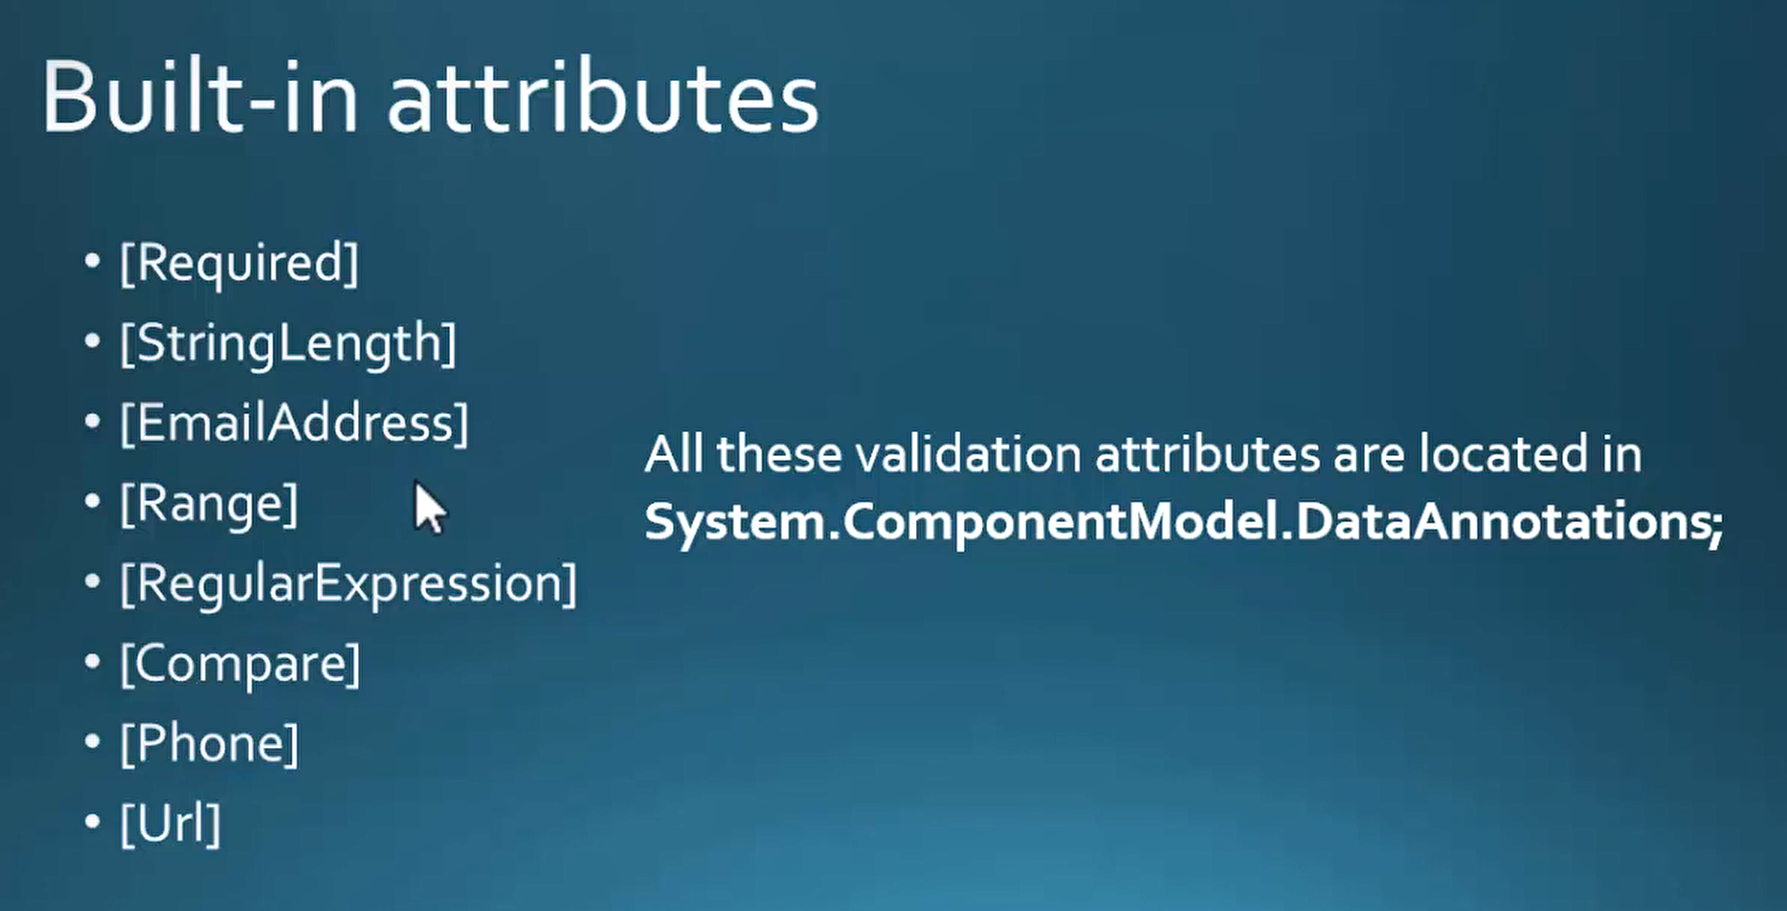 Built-in attributes
• [Required]
• [StringLength]
• [EmailAddress]
• [Range]
• [RegularExpression]
• [Compare]
• [Phone]
• [Url]
All these validation attributes are located in
System.ComponentModel.DataAnnotations;